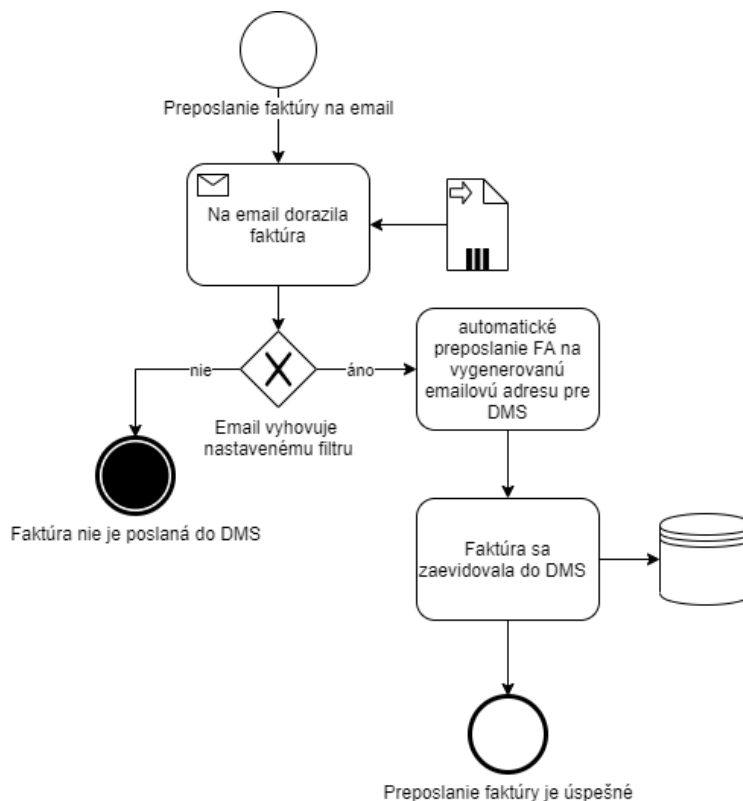 Preposlanie faktúry na email
Na email dorazila
faktúra
nie
áno
Email vyhovuje
nastavenému filtru
automatické
preposlanie FA na
vygenerovanú
emailovú adresu pre
DMS
Faktúra nie je poslaná do DMS
Faktúra sa
zaevidovala do DMS
Preposlanie faktúry je úspešné